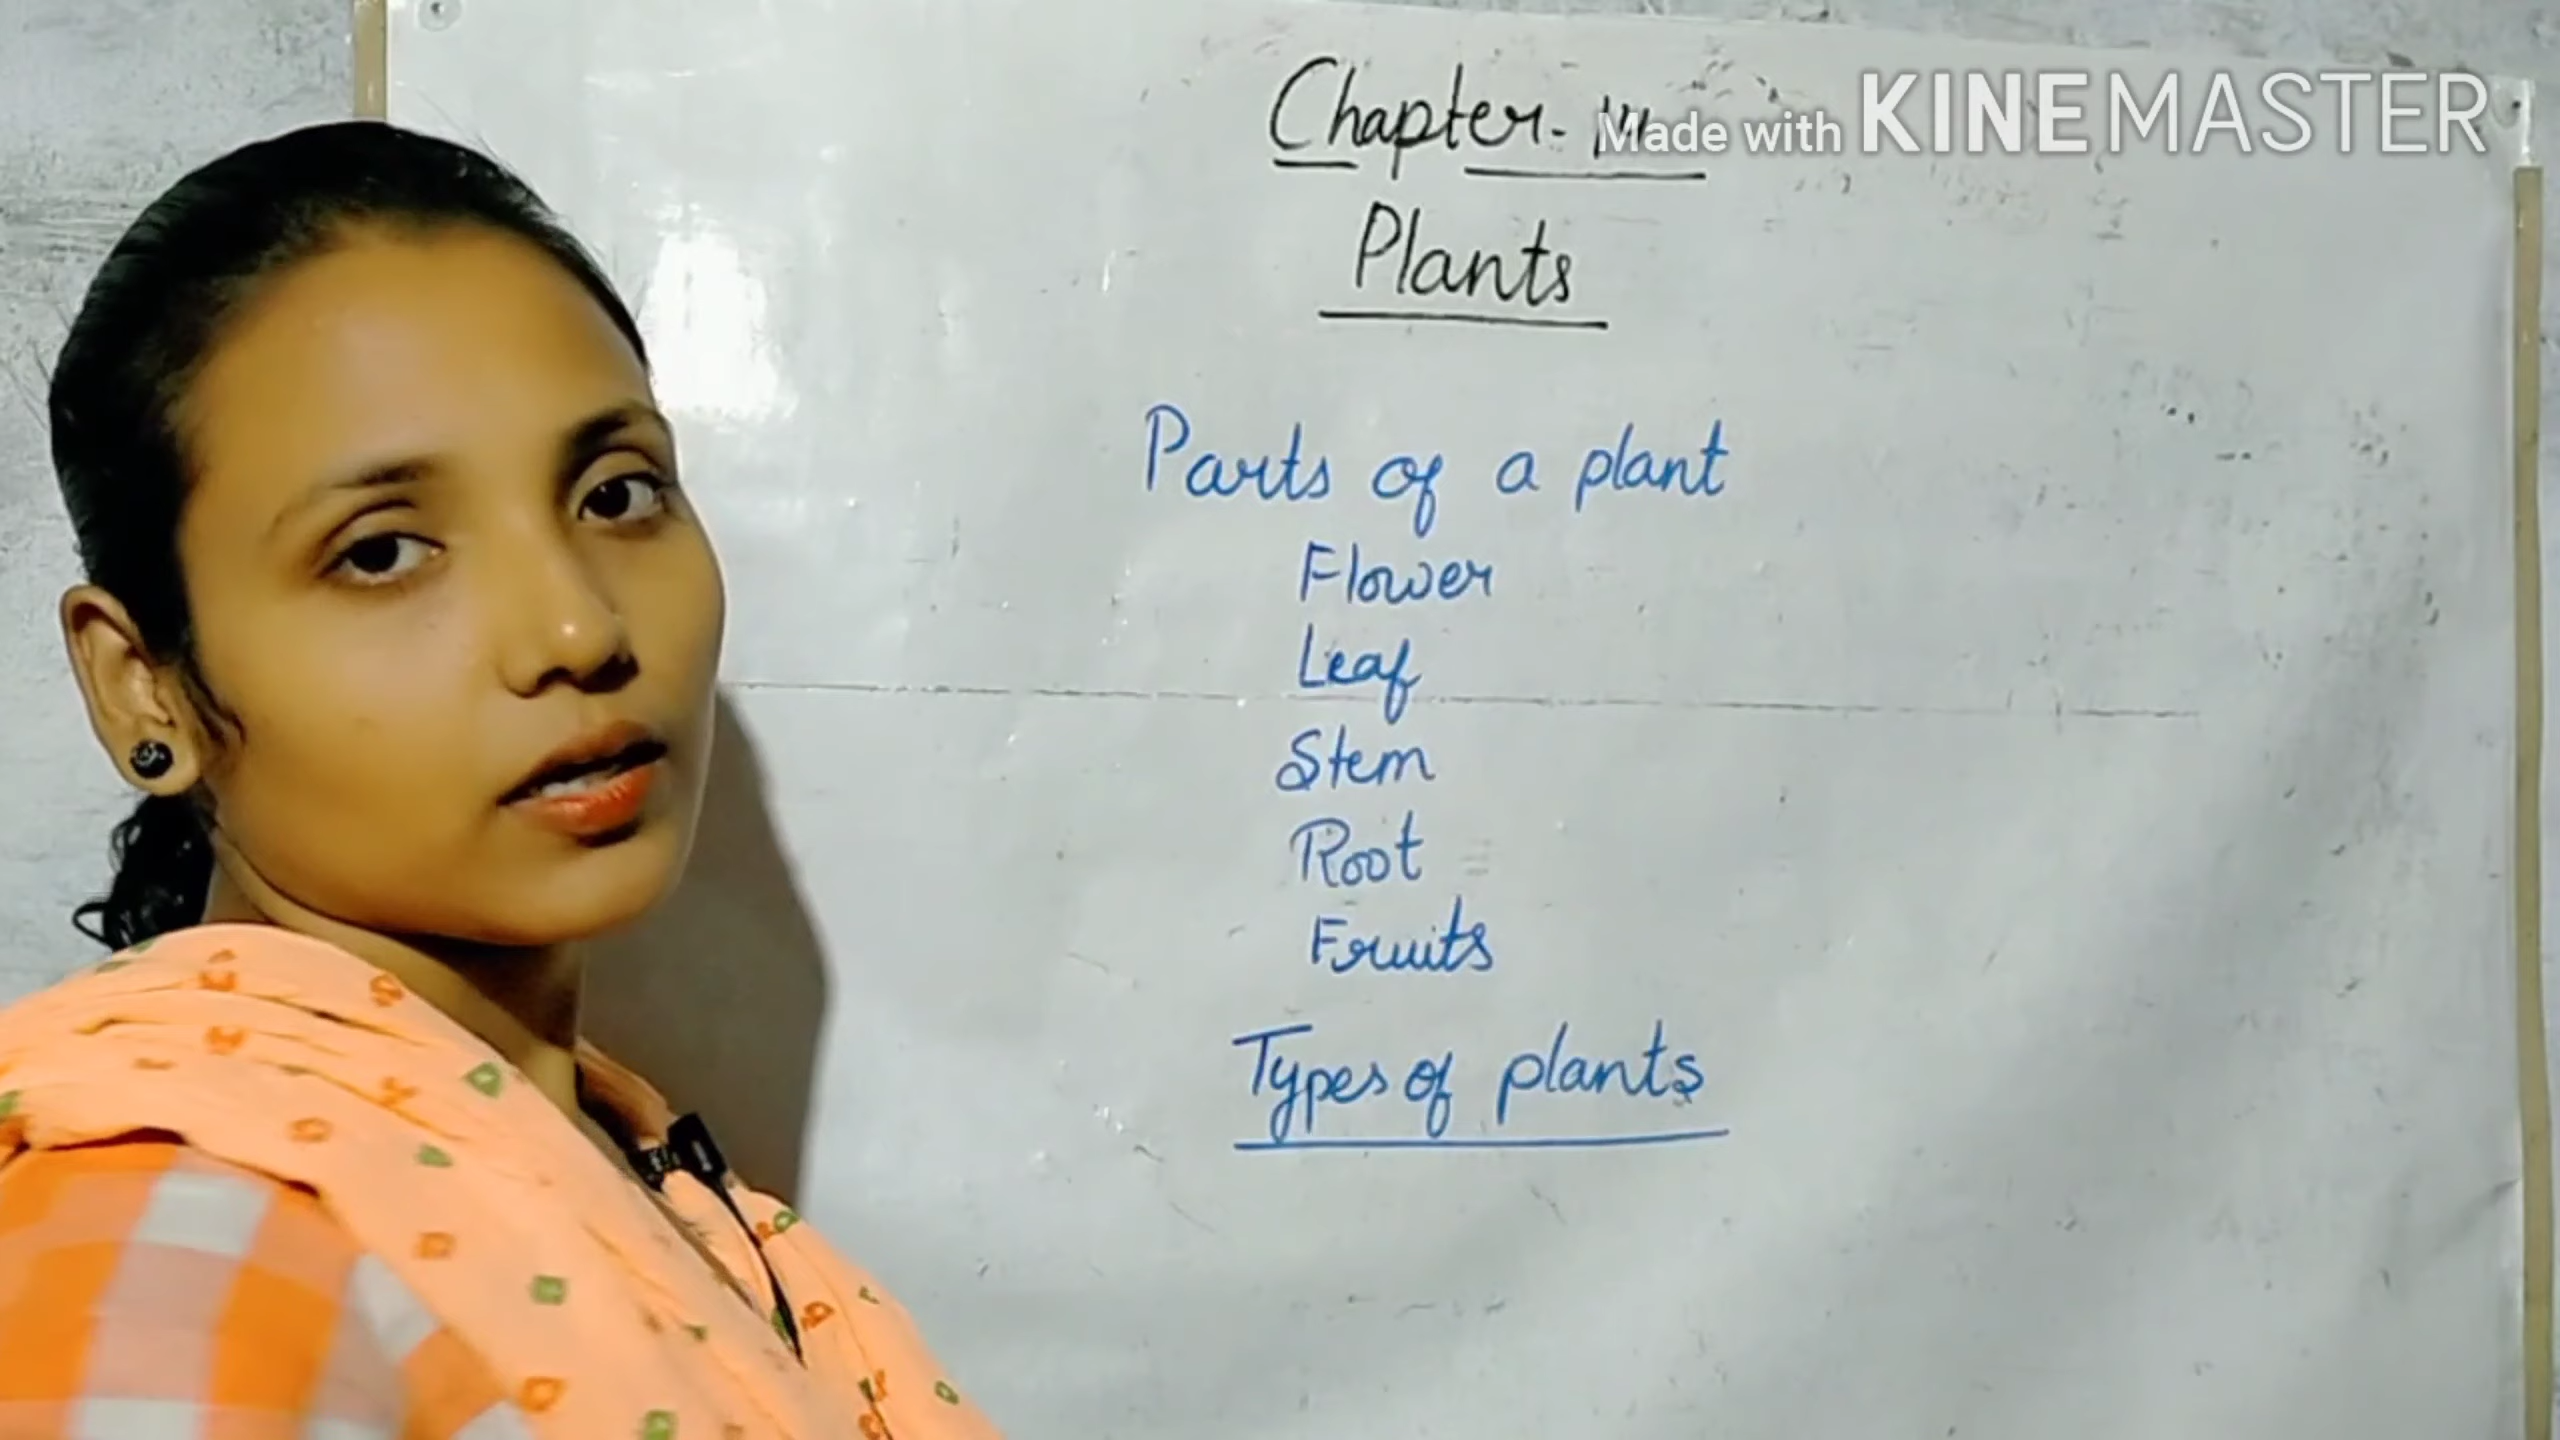 Chapter-
Made with KINEMASTER
Plants
Parts of a plant
Flower
Leaf
Stem
Root
Fruits
Types of plants